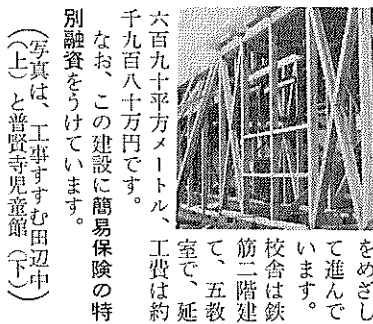 をめざし
て進んで
います。
校舎は鉄
筋二階建
て、五教
室で、延
六百九十平方メートル、工費は約
千九百八十万円です。
なお、この建設に簡易保険の特
別融資をうけています。
（写真は、工事すすむ田辺中
（上）と普賢寺児童館（下））